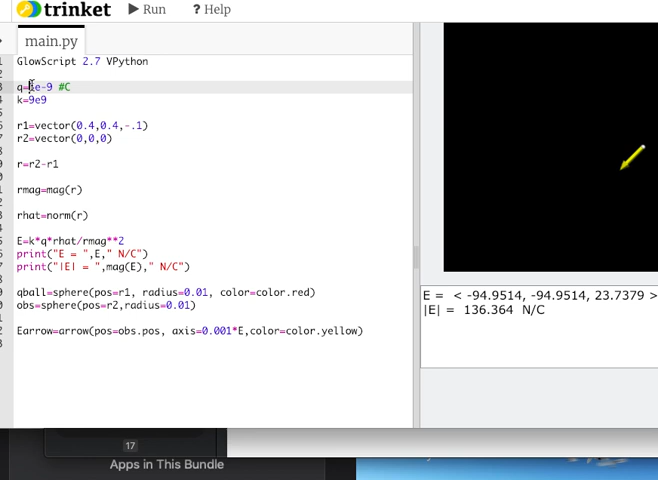 trinket
Run
? Help
main.py
GlowScript 2.7 VPython
q=5e-9 #C
k=9e9
r1=vector(0.4,0.4,-.1)
r2=vector(0,0,0)
r=r2-r1
rmag=mag(r)
rhat=norm(r)
E=k*q*rhat/rmag**2
print("E = ",E," N/C")
print("|E| = ",mag(E)," N/C")
qball=sphere(pos=r1, radius=0.01, color=color.red)
obs=sphere(pos=r2,radius=0.01)
Earrow=arrow(pos=obs.pos, axis=0.001*E,color=color.yellow)
E = < -94.9514, -94.9514, 23.7379 >
|E| = 136.364 N/C
17
Apps in This Bundle